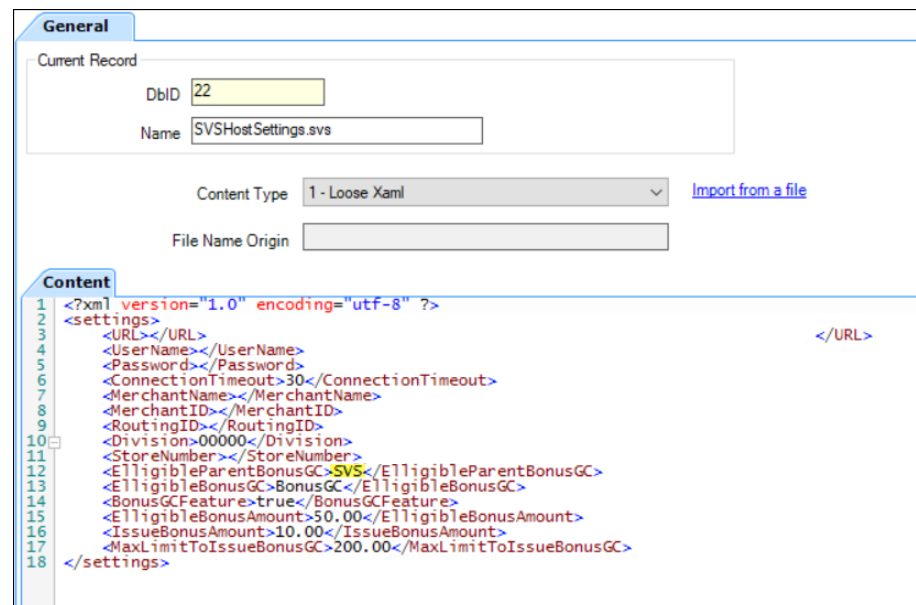 General
Current Record
DbID 22
Name SVSHostSettings.svs
Content Type 1 - Loose Xaml Import from a file
File Name Origin
Content
1 <?xml version="1.0" encoding="utf-8" ?>
2 <settings>
3 <URL></URL> </URL>
4 <UserName></UserName>
5 <Password></Password>
6 <ConnectionTimeout>30</ConnectionTimeout>
7 <MerchantName></MerchantName>
8 <MerchantID></MerchantID>
9 <RoutingID></RoutingID>
10 <Division>00000</Division>
11 <StoreNumber></StoreNumber>
12 <ElligibleParentBonusGC>SVS</ElligibleParentBonusGC>
13 <ElligibleBonusGC>BonusGC</ElligibleBonusGC>
14 <BonusGCFeature>true</BonusGCFeature>
15 <ElligibleBonusAmount>50.00</ElligibleBonusAmount>
16 <IssueBonusAmount>10.00</IssueBonusAmount>
17 <MaxLimitToIssueBonusGC>200.00</MaxLimitToIssueBonusGC>
18 </settings>